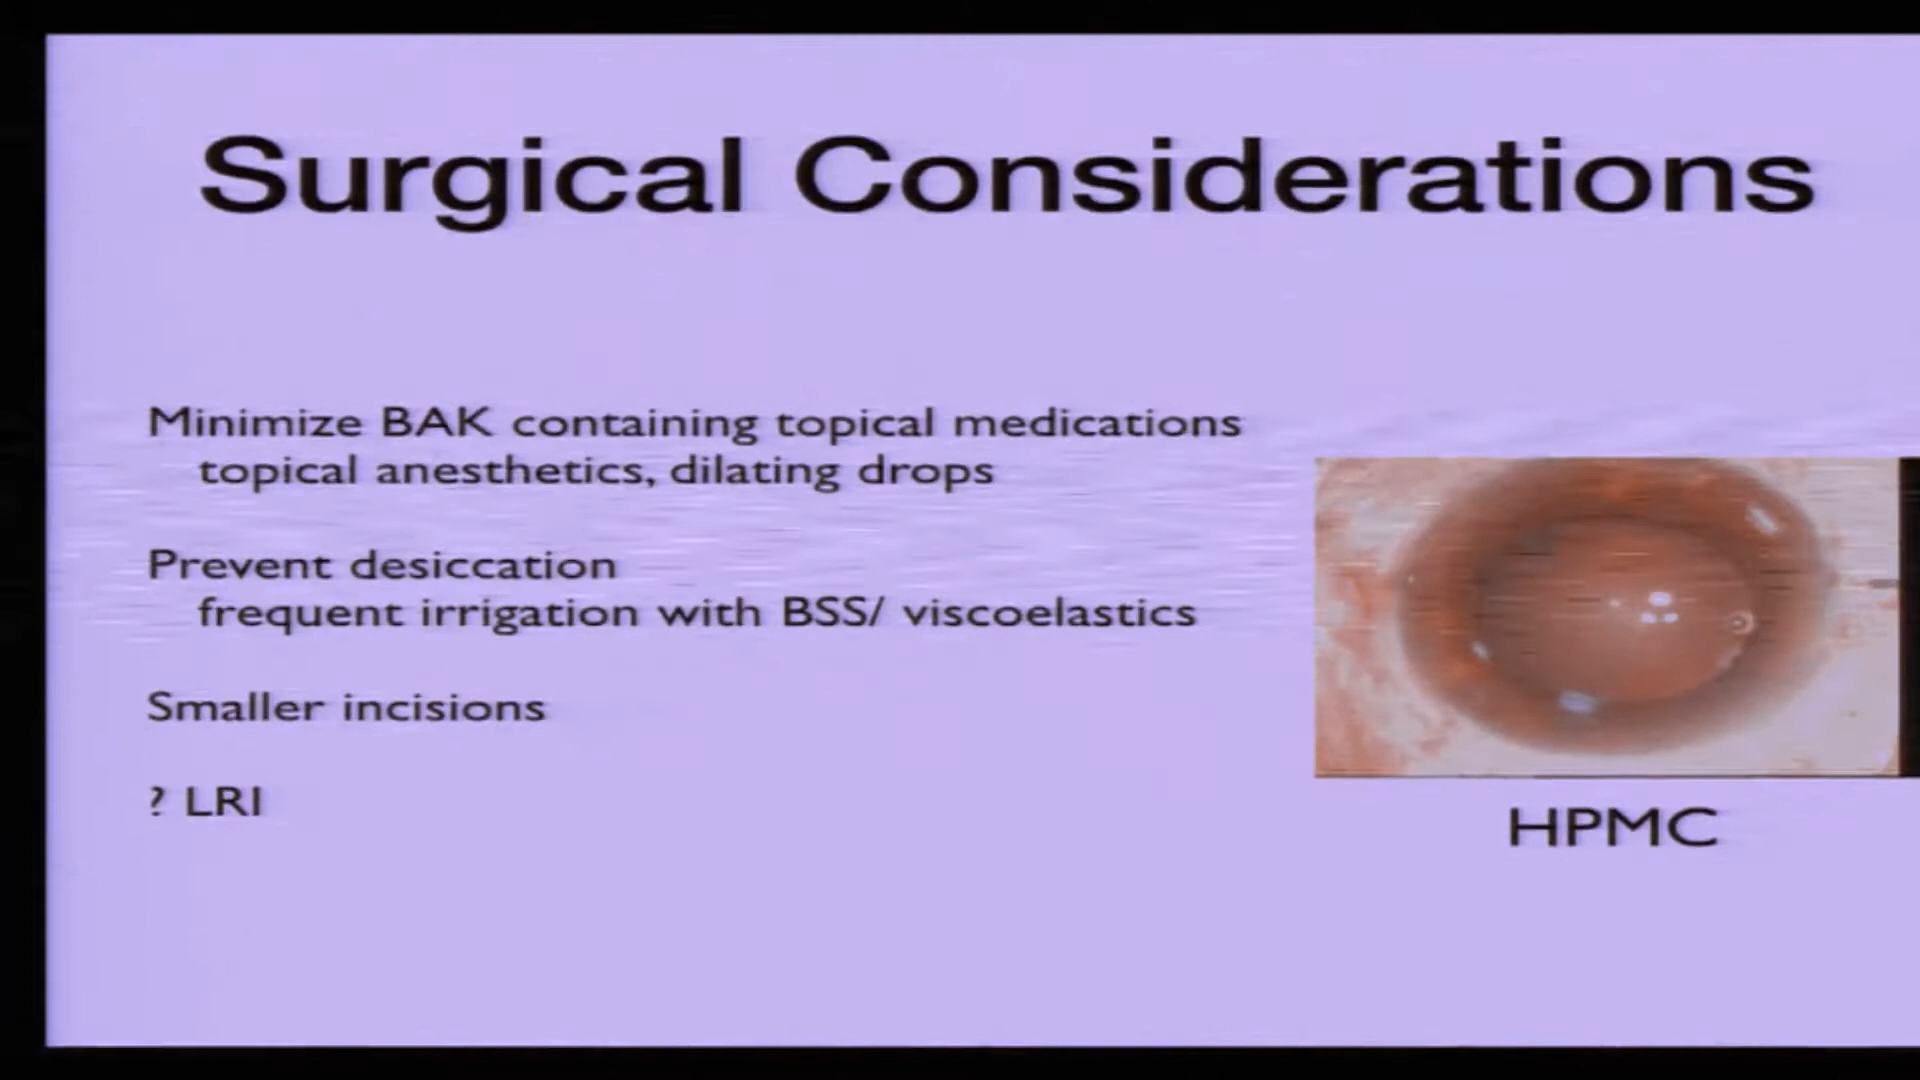 Surgical Considerations
Minimize BAK containing topical medications
topical anesthetics, dilating drops
Prevent desiccation
frequent irrigation with BSS/ viscoelastics
Smaller incisions
? LRI
HPMC